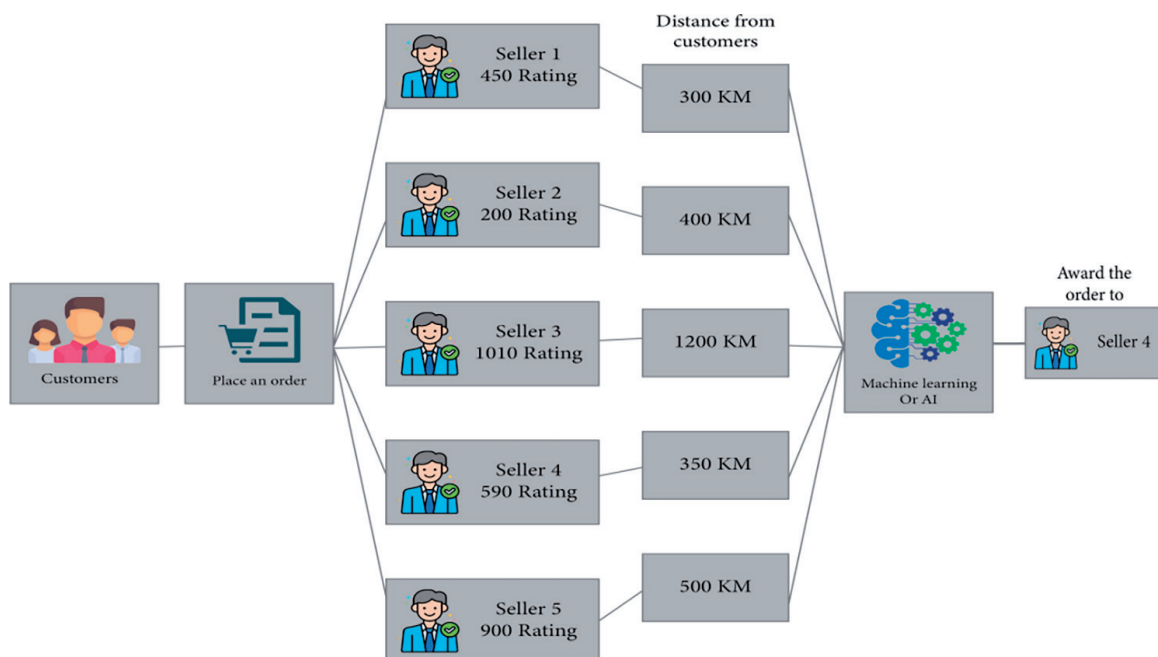 Customers
Place an order
Seller 1
450 Rating
Seller 2
200 Rating
Seller 3
1010 Rating
Seller 4
590 Rating
Seller 5
900 Rating
Distance from
customers
300 KM
400 KM
1200 KM
350 KM
500 KM
Machine learning
Or AI
Award the
order to
Seller 4